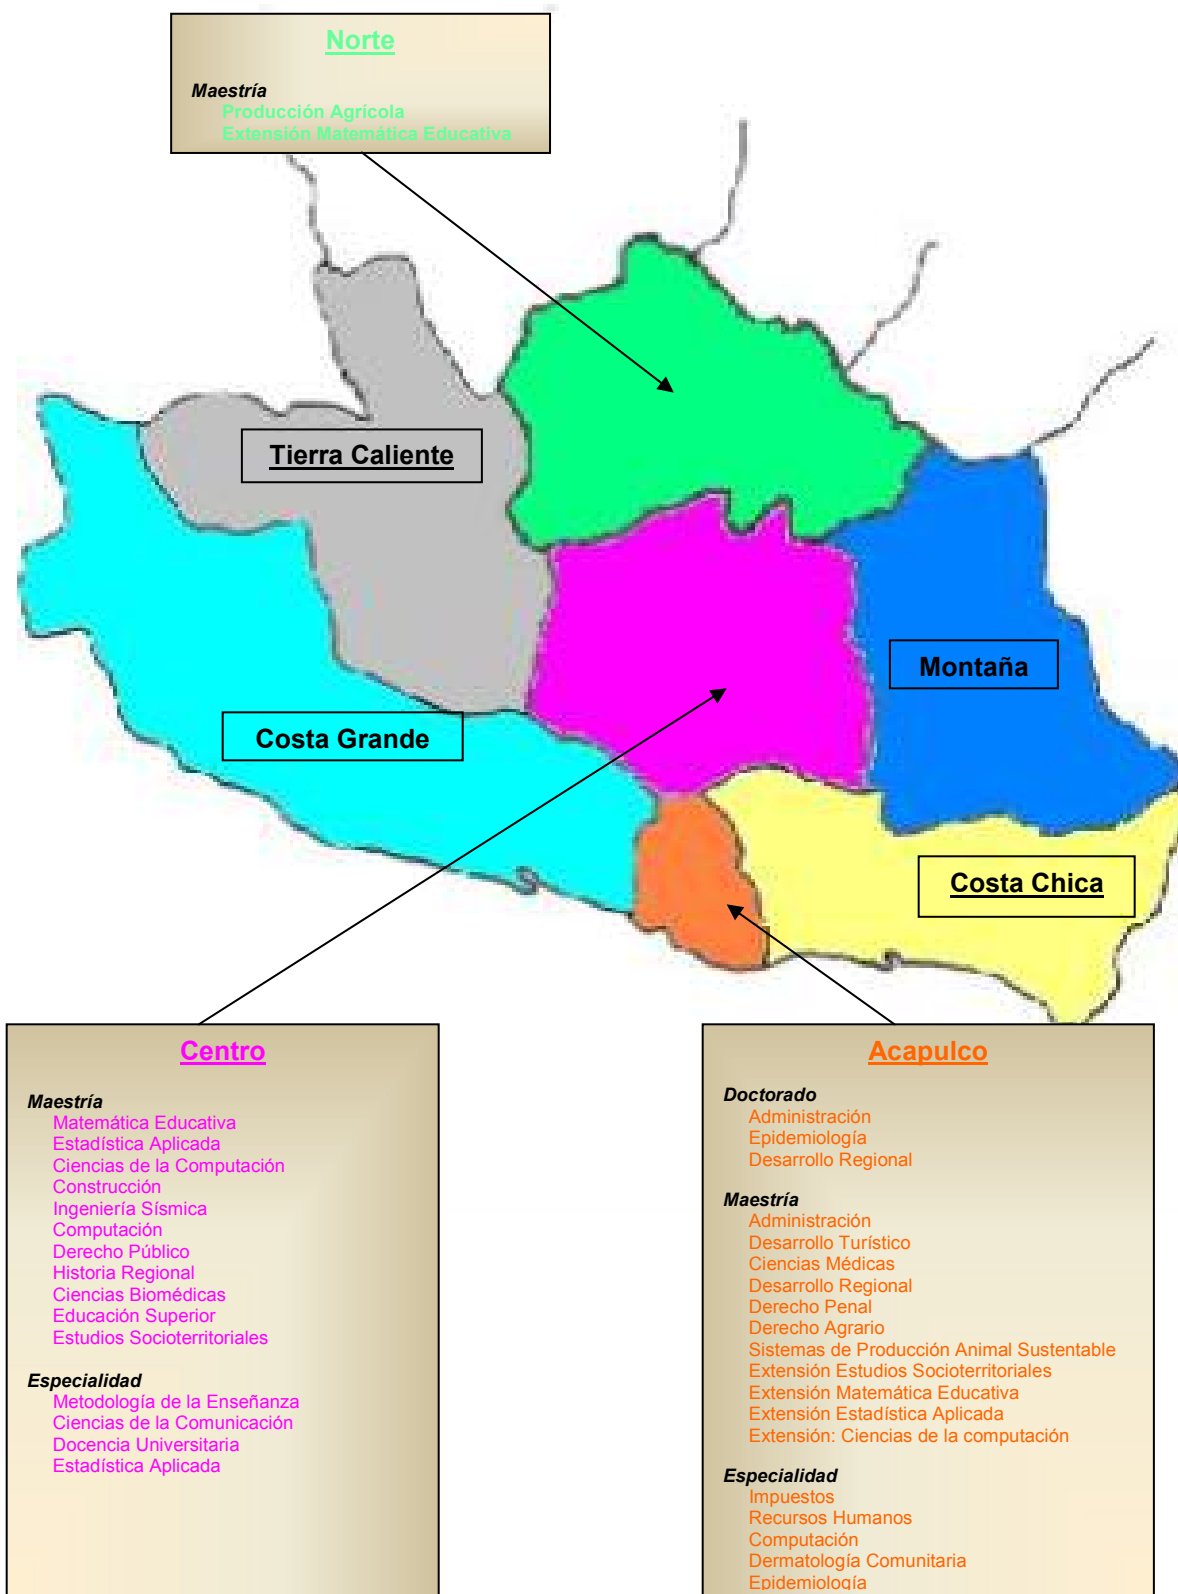 Norte
Maestría
Producción Agrícola
Extensión Matemática Educativa
Tierra Caliente
Montaña
Costa Grande
Costa Chica
Centro
Maestría
Matemática Educativa
Estadística Aplicada
Ciencias de la Computación
Construcción
Ingeniería Sísmica
Computación
Derecho Público
Historia Regional
Ciencias Biomédicas
Educación Superior
Estudios Socioterritoriales
Especialidad
Metodología de la Enseñanza
Ciencias de la Comunicación
Docencia Universitaria
Estadística Aplicada
Acapulco
Doctorado
Administración
Epidemiología
Desarrollo Regional
Maestría
Administración
Desarrollo Turístico
Ciencias Médicas
Desarrollo Regional
Derecho Penal
Derecho Agrario
Sistemas de Producción Animal Sustentable
Extensión Estudios Socioterritoriales
Extensión Matemática Educativa
Extensión Estadística Aplicada
Extensión: Ciencias de la computación
Especialidad
Impuestos
Recursos Humanos
Computación
Dermatología Comunitaria
Epidemiología